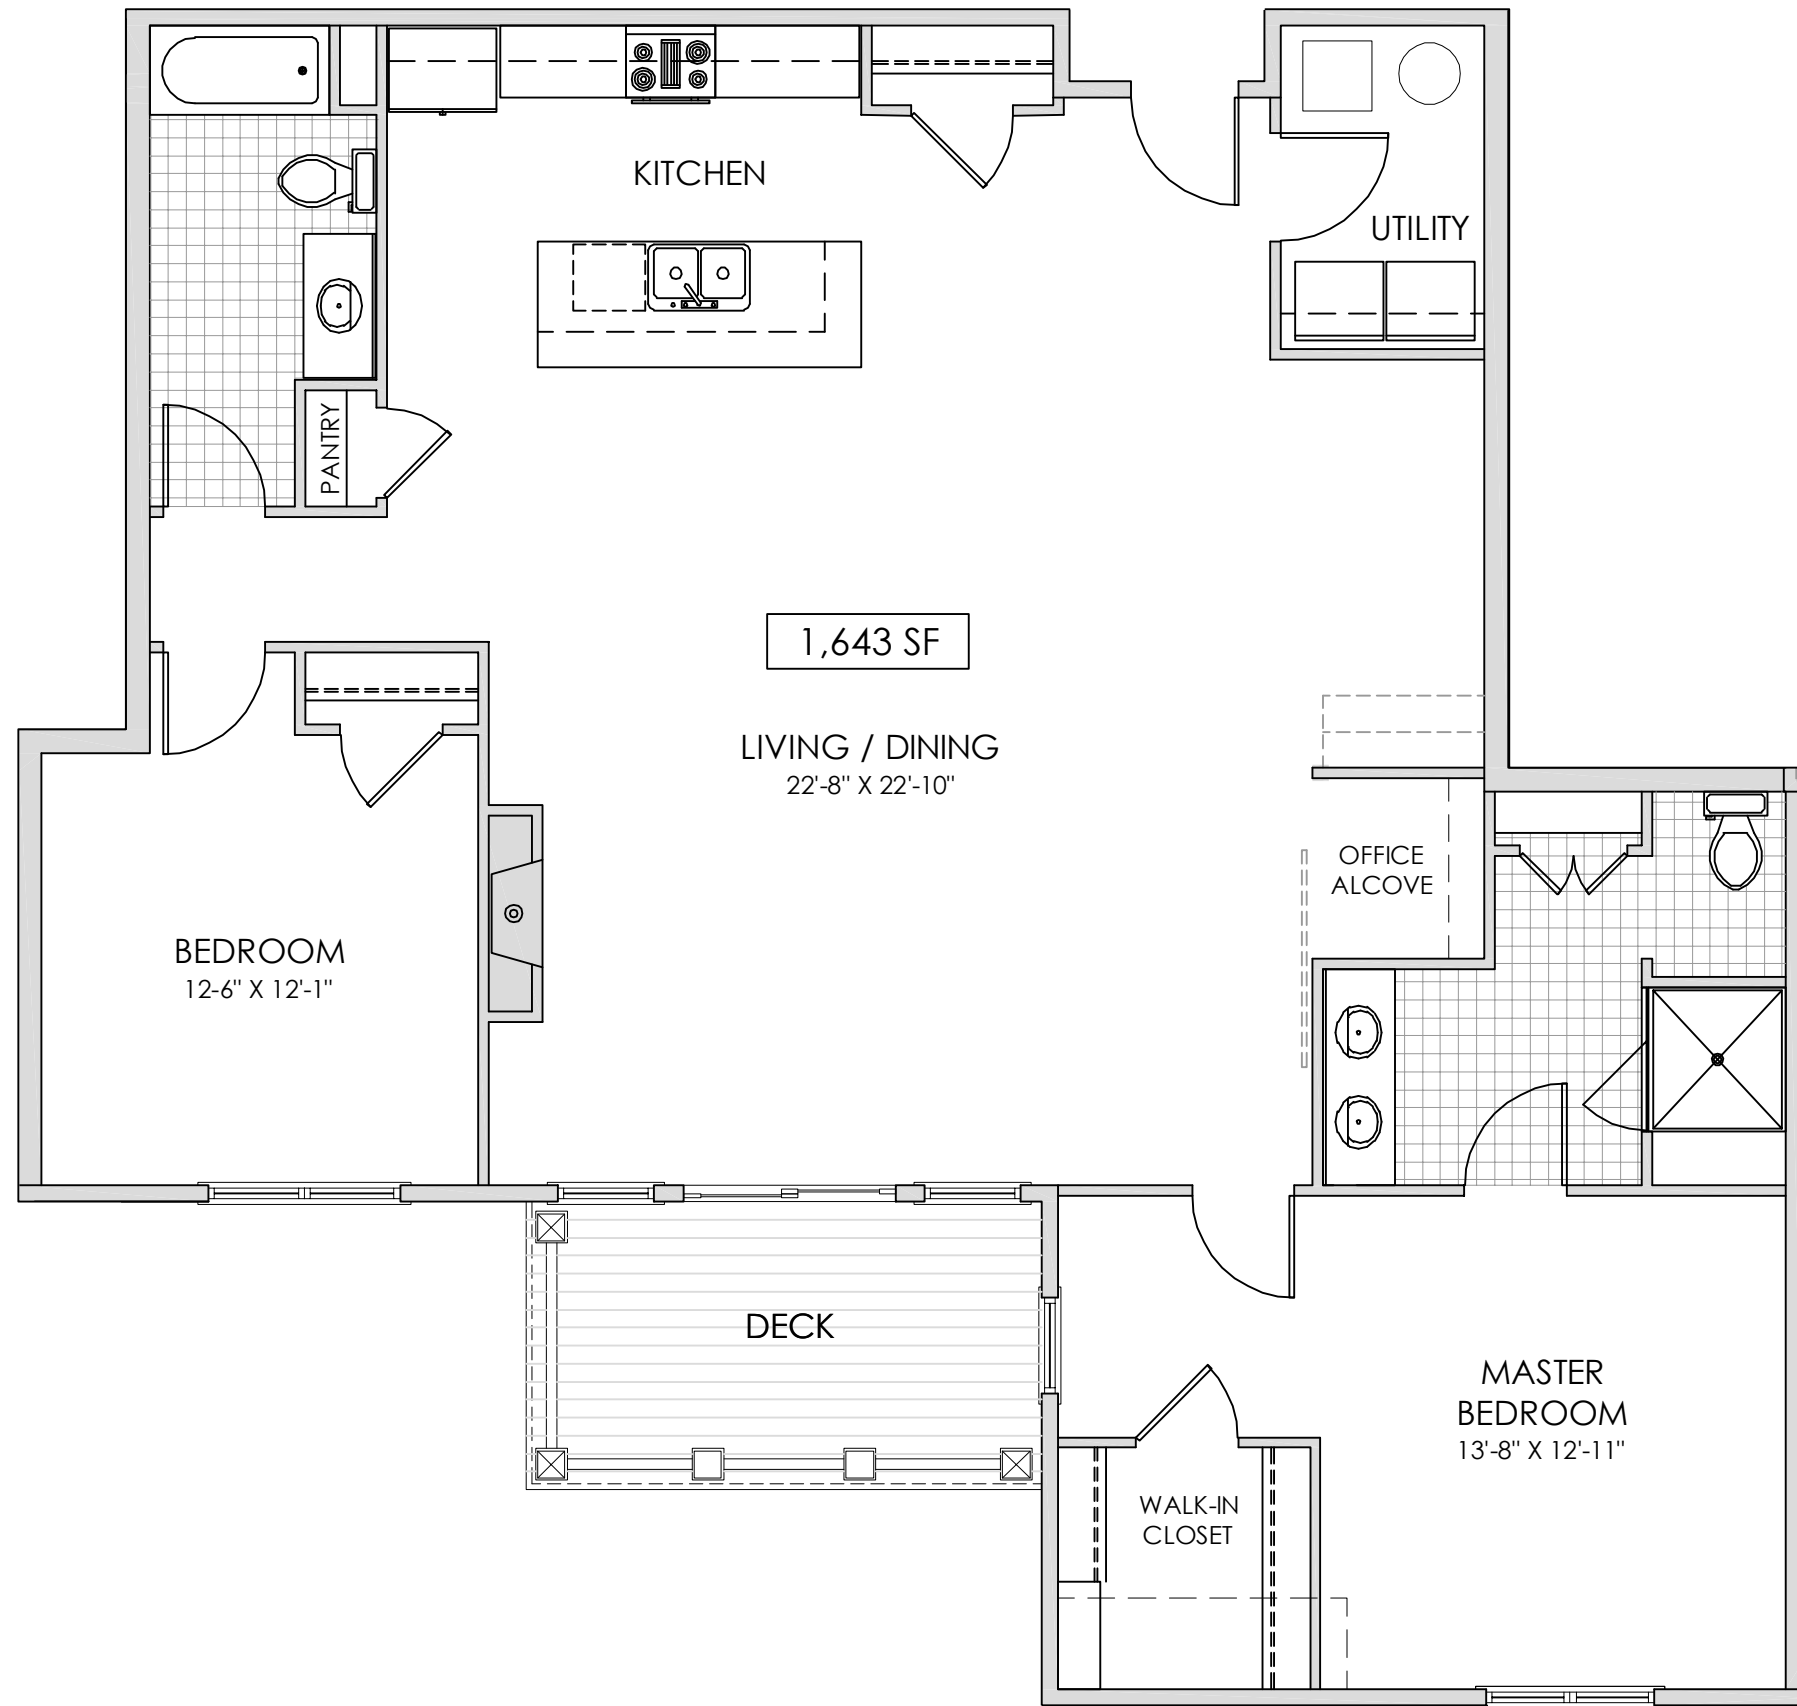 KITCHEN
UTILITY
PANTRY
1,643 SF
LIVING / DINING
22'-8" X 22'-10"
OFFICE
ALCOVE
BEDROOM
12-6" X 12'-1"
DECK
MASTER
BEDROOM
13'-8" X 12'-11"
WALK-IN
CLOSET